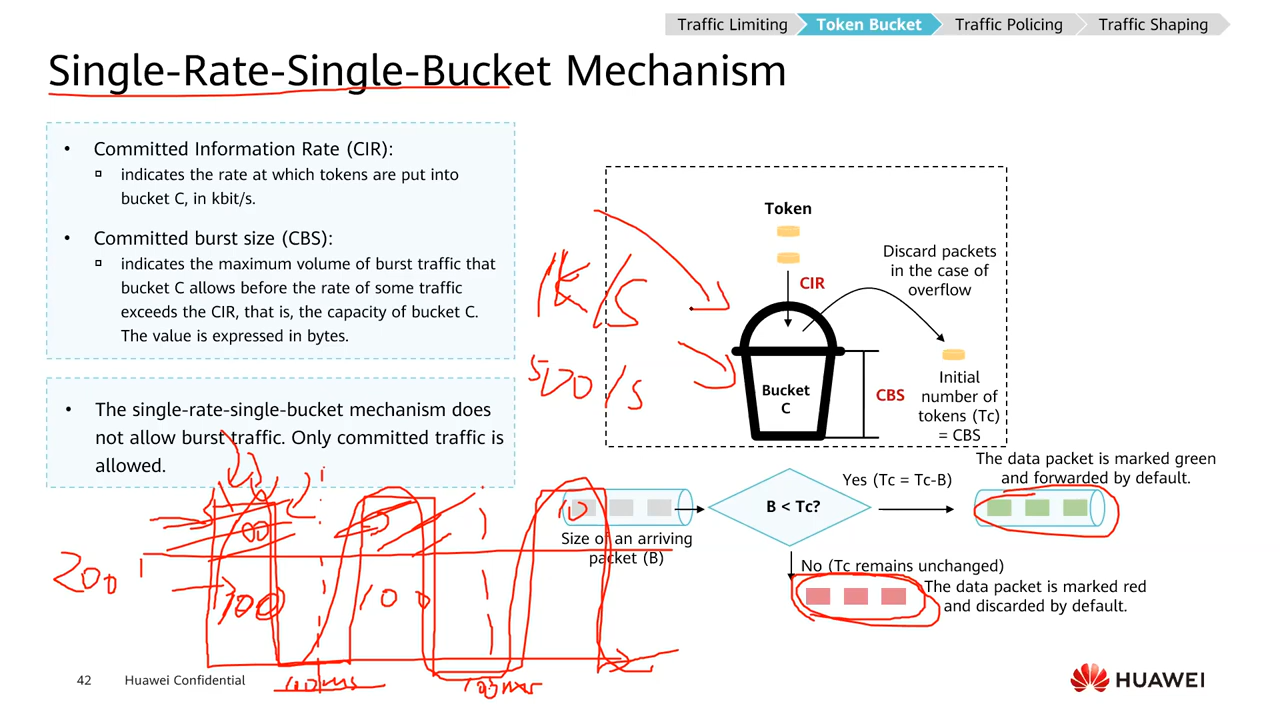 Traffic Limiting
Token Bucket
Traffic Policing
Traffic Shaping
Single-Rate-Single-Bucket Mechanism
• Committed Information Rate (CIR):
▫ indicates the rate at which tokens are put into
bucket C, in kbit/s.
• Committed burst size (CBS):
▫ indicates the maximum volume of burst traffic that
bucket C allows before the rate of some traffic
exceeds the CIR, that is, the capacity of bucket C.
The value is expressed in bytes.
• The single-rate-single-bucket mechanism does
not allow burst traffic. Only committed traffic is
allowed.
Token
CIR
Discard packets
in the case of
overflow
Bucket
C
CBS
Initial
number of
tokens (Tc)
= CBS
1K/S
500/s
Size of an arriving
packet (B)
B < Tc?
Yes (Tc = Tc-B)
The data packet is marked green
and forwarded by default.
No (Tc remains unchanged)
The data packet is marked red
and discarded by default.
200
100
100
10
42
Huawei Confidential
HUAWEI